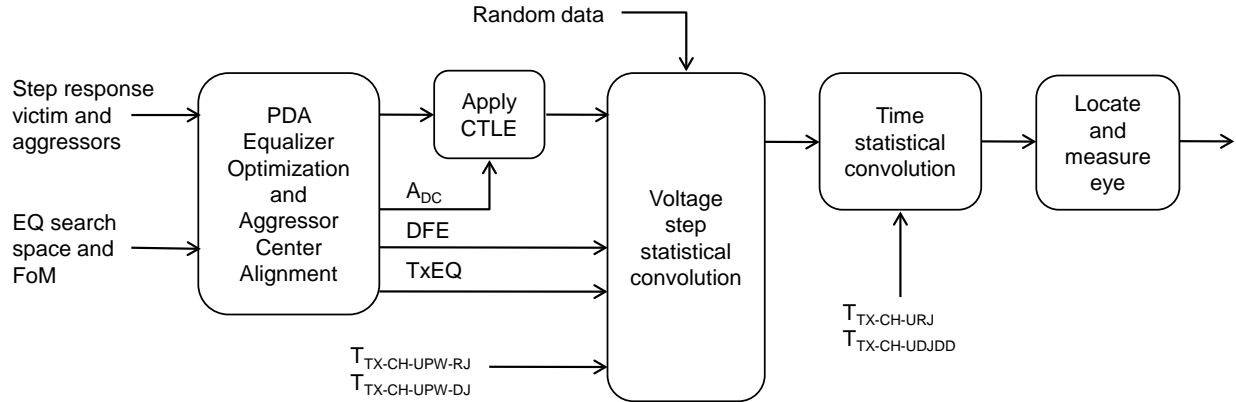 Random data
Step response
victim and
aggressors
EQ search
space and
FoM
PDA
Equalizer
Optimization
and
Aggressor
Center
Alignment
Apply
CTLE
A_DC
DFE
TxEQ
T_TX-CH-UPW-RJ
T_TX-CH-UPW-DJ
Voltage
step
statistical
convolution
Time
statistical
convolution
T_TX-CH-URJ
T_TX-CH-UDJDD
Locate
and
measure
eye